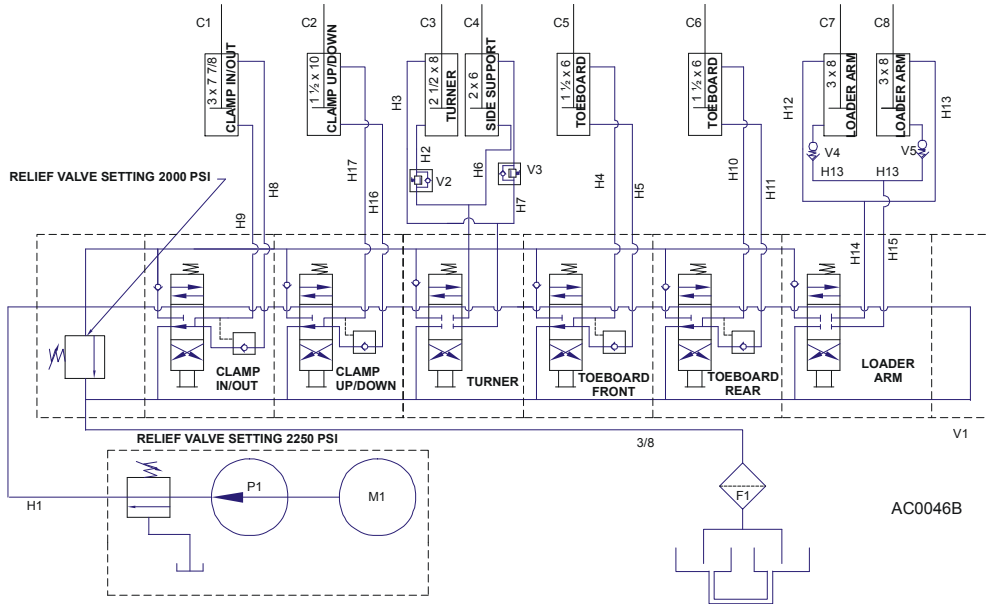 C1
C2
C3
C4
C5
C6
C7
C8
3 x 7 7/8
CLAMP IN/OUT
1 ½ x 10
CLAMP UP/DOWN
2 1/2 x 8
TURNER
2 x 6
SIDE SUPPORT
1 ½ x 6
TOEBOARD
1 ½ x 6
TOEBOARD
3 x 8
LOADER ARM
3 x 8
LOADER ARM
H3
H12
H13
H2
V2
V3
V4
V5
H13
H13
RELIEF VALVE SETTING 2000 PSI
H9
H8
H17
H16
H6
H7
H4
H5
H10
H11
H14
H15
CLAMP
IN/OUT
CLAMP
UP/DOWN
TURNER
TOEBOARD
FRONT
TOEBOARD
REAR
LOADER
ARM
V1
RELIEF VALVE SETTING 2250 PSI
3/8
H1
P1
M1
F1
AC0046B